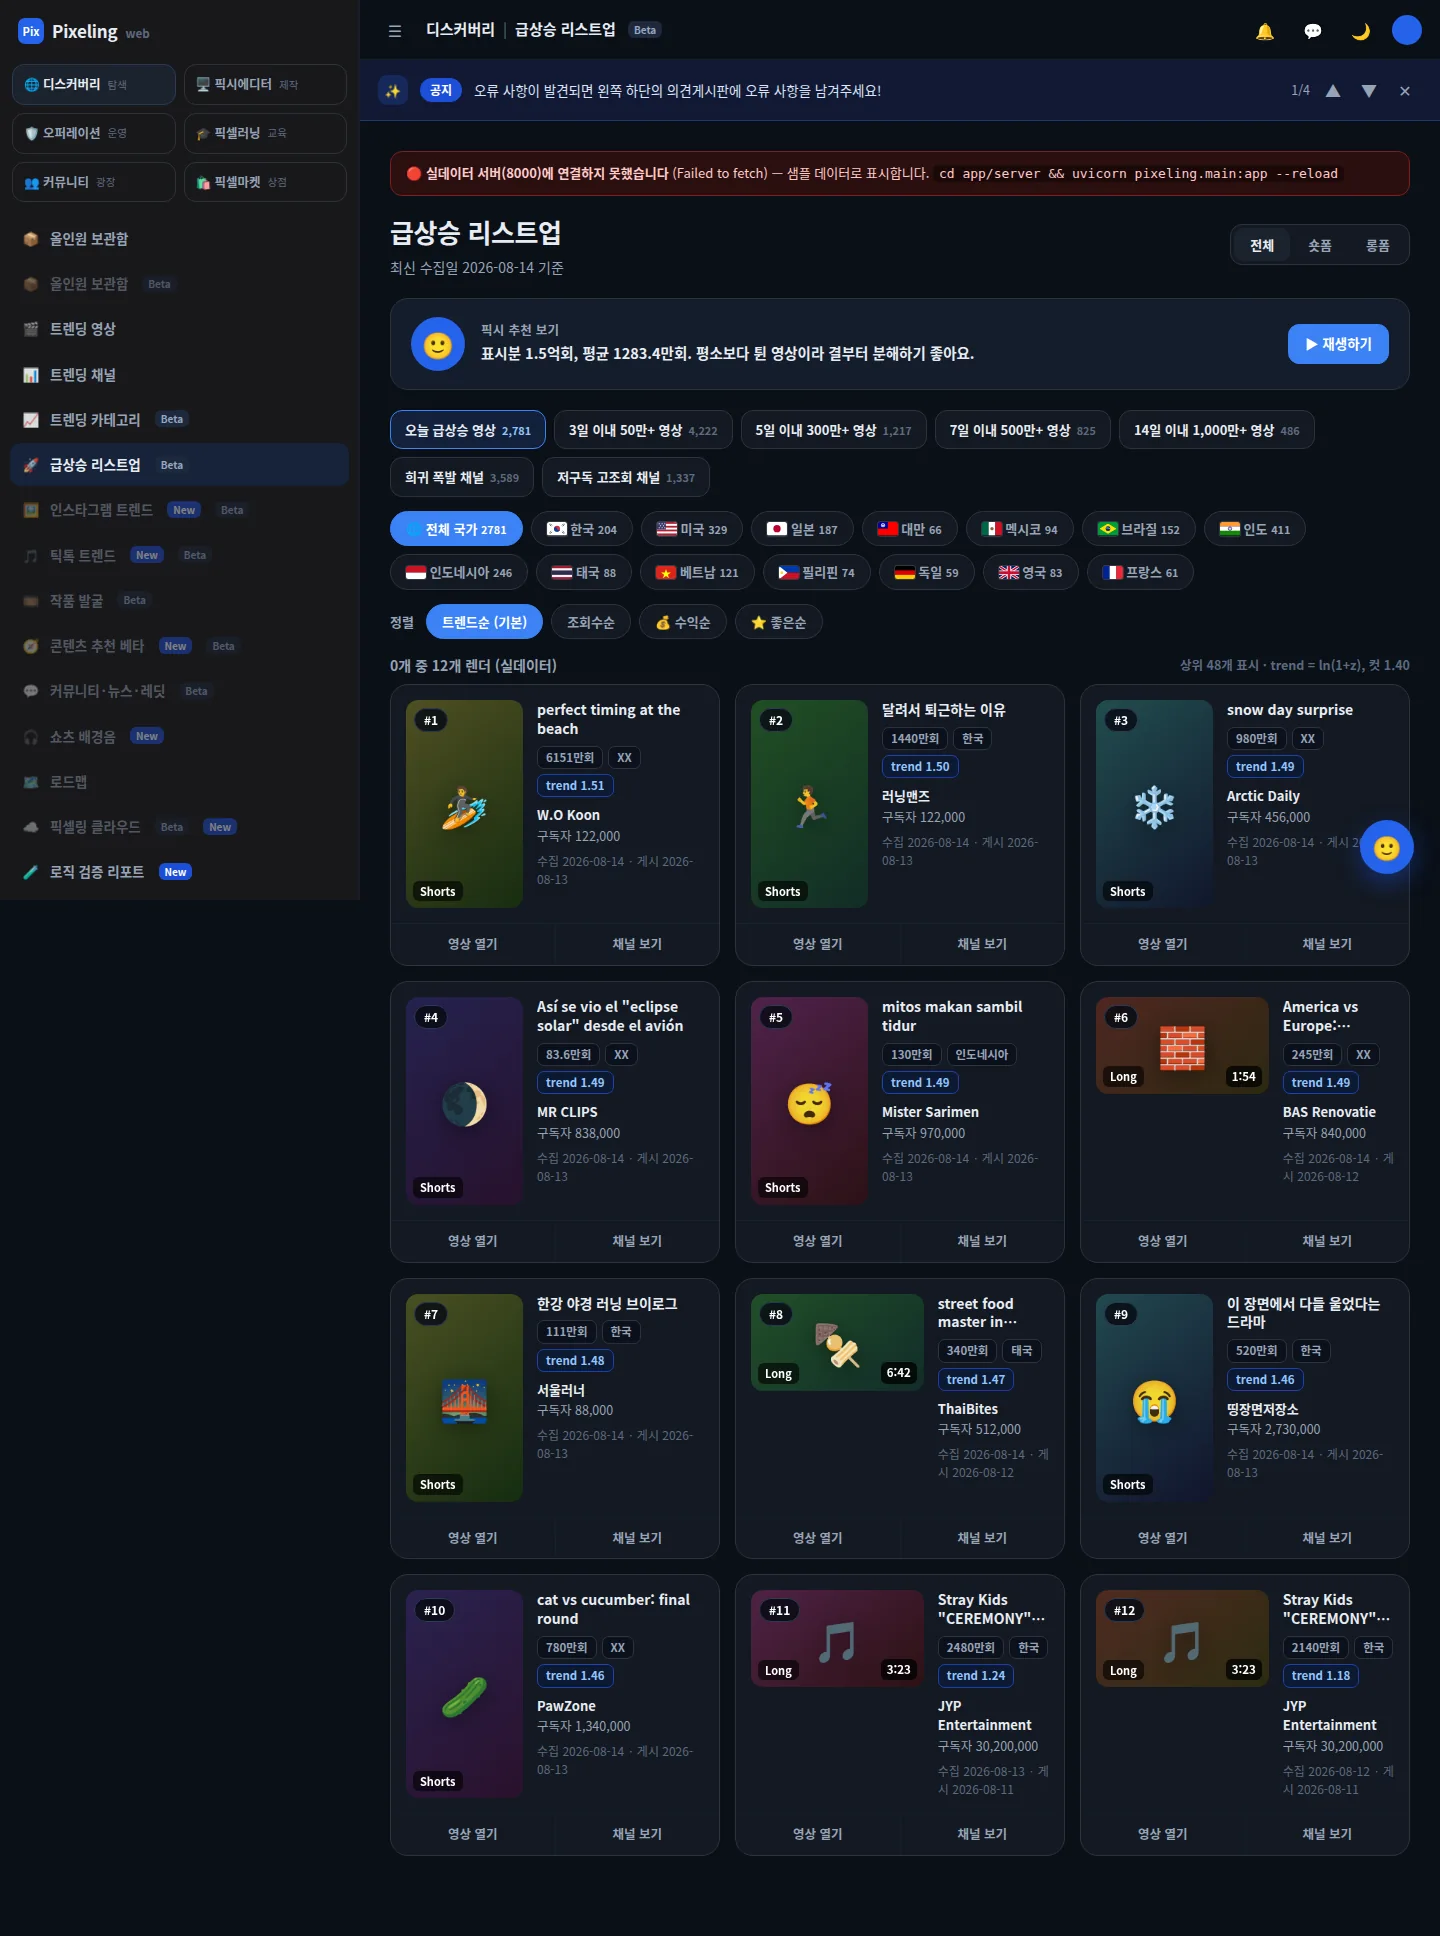 Pix Pixeling web
디스커버리 탐색
픽시에디터 제작
오퍼레이션 운영
픽셀러닝 교육
커뮤니티 광장
픽셀마켓 상점
올인원 보관함
올인원 보관함 Beta
트렌딩 영상
트렌딩 채널
트렌딩 카테고리 Beta
급상승 리스트업 Beta
인스타그램 트렌드 New Beta
틱톡 트렌드 New Beta
작품 발굴 Beta
콘텐츠 추천 베타 New Beta
커뮤니티·뉴스·레딧 Beta
쇼츠 배경음 New
로드맵
픽셀링 클라우드 Beta New
로직 검증 리포트 New
디스커버리 | 급상승 리스트업 Beta
공지 오류 사항이 발견되면 왼쪽 하단의 의견게시판에 오류 사항을 남겨주세요!
1/4
실데이터 서버(8000)에 연결하지 못했습니다 (Failed to fetch) — 샘플 데이터로 표시합니다. cd app/server && uvicorn pixeling.main:app --reload
급상승 리스트업
최신 수집일 2026-08-14 기준
전체 숏폼 롱폼
픽시 추천 보기
표시분 1.5억회, 평균 1283.4만회. 평소보다 튄 영상이라 결부터 분해하기 좋아요.
▶ 재생하기
오늘 급상승 영상 2,781
3일 이내 50만+ 영상 4,222
5일 이내 300만+ 영상 1,217
7일 이내 500만+ 영상 825
14일 이내 1,000만+ 영상 486
희귀 폭발 채널 3,589
저구독 고조회 채널 1,337
전체 국가 2781
한국 204
미국 329
일본 187
대만 66
멕시코 94
브라질 152
인도 411
인도네시아 246
태국 88
베트남 121
필리핀 74
독일 59
영국 83
프랑스 61
정렬 트렌드순 (기본) 조회수순 수익순 좋은순
0개 중 12개 렌더 (실데이터)
상위 48개 표시 · trend = ln(1+z), 컷 1.40
#1
Shorts
perfect timing at the
beach
6151만회 XX
trend 1.51
W.O Koon
구독자 122,000
수집 2026-08-14 · 게시 2026-
08-13
영상 열기 채널 보기
#2
Shorts
달려서 퇴근하는 이유
1440만회 한국
trend 1.50
러닝맨즈
구독자 122,000
수집 2026-08-14 · 게시 2026-
08-13
영상 열기 채널 보기
#3
Shorts
snow day surprise
980만회 XX
trend 1.49
Arctic Daily
구독자 456,000
수집 2026-08-14 · 게시
08-13
영상 열기 채널 보기
#4
Shorts
Así se vio el "eclipse
solar" desde el avión
83.6만회 XX
trend 1.49
MR CLIPS
구독자 838,000
수집 2026-08-14 · 게시 2026-
08-13
영상 열기 채널 보기
#5
Shorts
mitos makan sambil
tidur
130만회 인도네시아
trend 1.49
Mister Sarimen
구독자 970,000
수집 2026-08-14 · 게시 2026-
08-13
영상 열기 채널 보기
#6
Long 1:54
America vs
Europe:…
245만회 XX
trend 1.49
BAS Renovatie
구독자 840,000
수집 2026-08-14 · 게
시 2026-08-12
영상 열기 채널 보기
#7
Shorts
한강 야경 러닝 브이로그
111만회 한국
trend 1.48
서울러너
구독자 88,000
수집 2026-08-14 · 게시 2026-
08-13
영상 열기 채널 보기
#8
Long 6:42
street food
master in…
340만회 태국
trend 1.47
ThaiBites
구독자 512,000
수집 2026-08-14 · 게
시 2026-08-12
영상 열기 채널 보기
#9
Shorts
이 장면에서 다들 울었다는
드라마
520만회 한국
trend 1.46
띵장면저장소
구독자 2,730,000
수집 2026-08-14 · 게시 2026-
08-13
영상 열기 채널 보기
#10
Shorts
cat vs cucumber: final
round
780만회 XX
trend 1.46
PawZone
구독자 1,340,000
수집 2026-08-14 · 게시 2026-
08-13
영상 열기 채널 보기
#11
Long 3:23
Stray Kids
"CEREMONY"…
2480만회 한국
trend 1.24
JYP
Entertainment
구독자 30,200,000
수집 2026-08-13 · 게
시 2026-08-11
영상 열기 채널 보기
#12
Long 3:23
Stray Kids
"CEREMONY"…
2140만회 한국
trend 1.18
JYP
Entertainment
구독자 30,200,000
수집 2026-08-12 · 게
시 2026-08-11
영상 열기 채널 보기